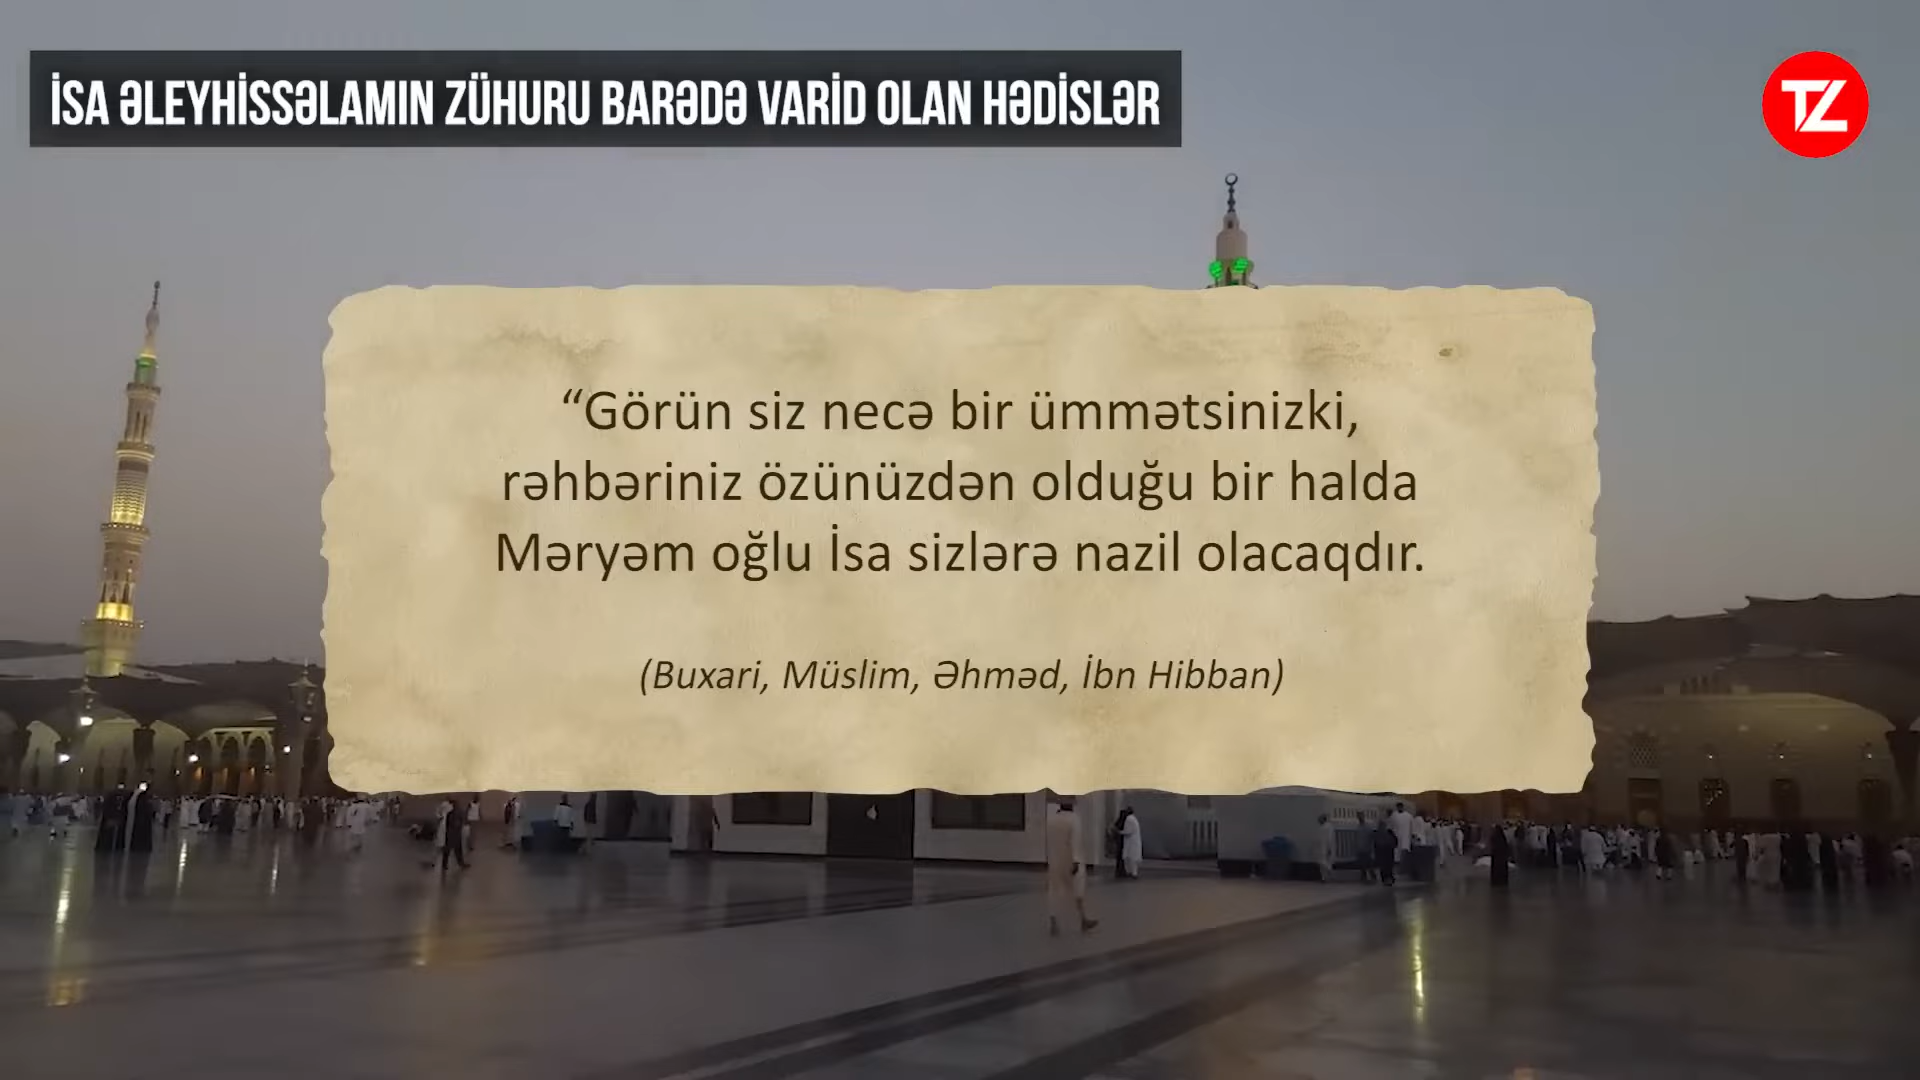 İSA ƏLEYHİSSƏLAMIN ZÜHURU BARƏDƏ VARİD OLAN HƏDİSLƏR
TZ
“Görün siz necə bir ümmətsinizki,
rəhbəriniz özünüzdən olduğu bir halda
Məryəm oğlu İsa sizlərə nazil olacaqdır.
(Buxari, Müslim, Əhməd, İbn Hibban)